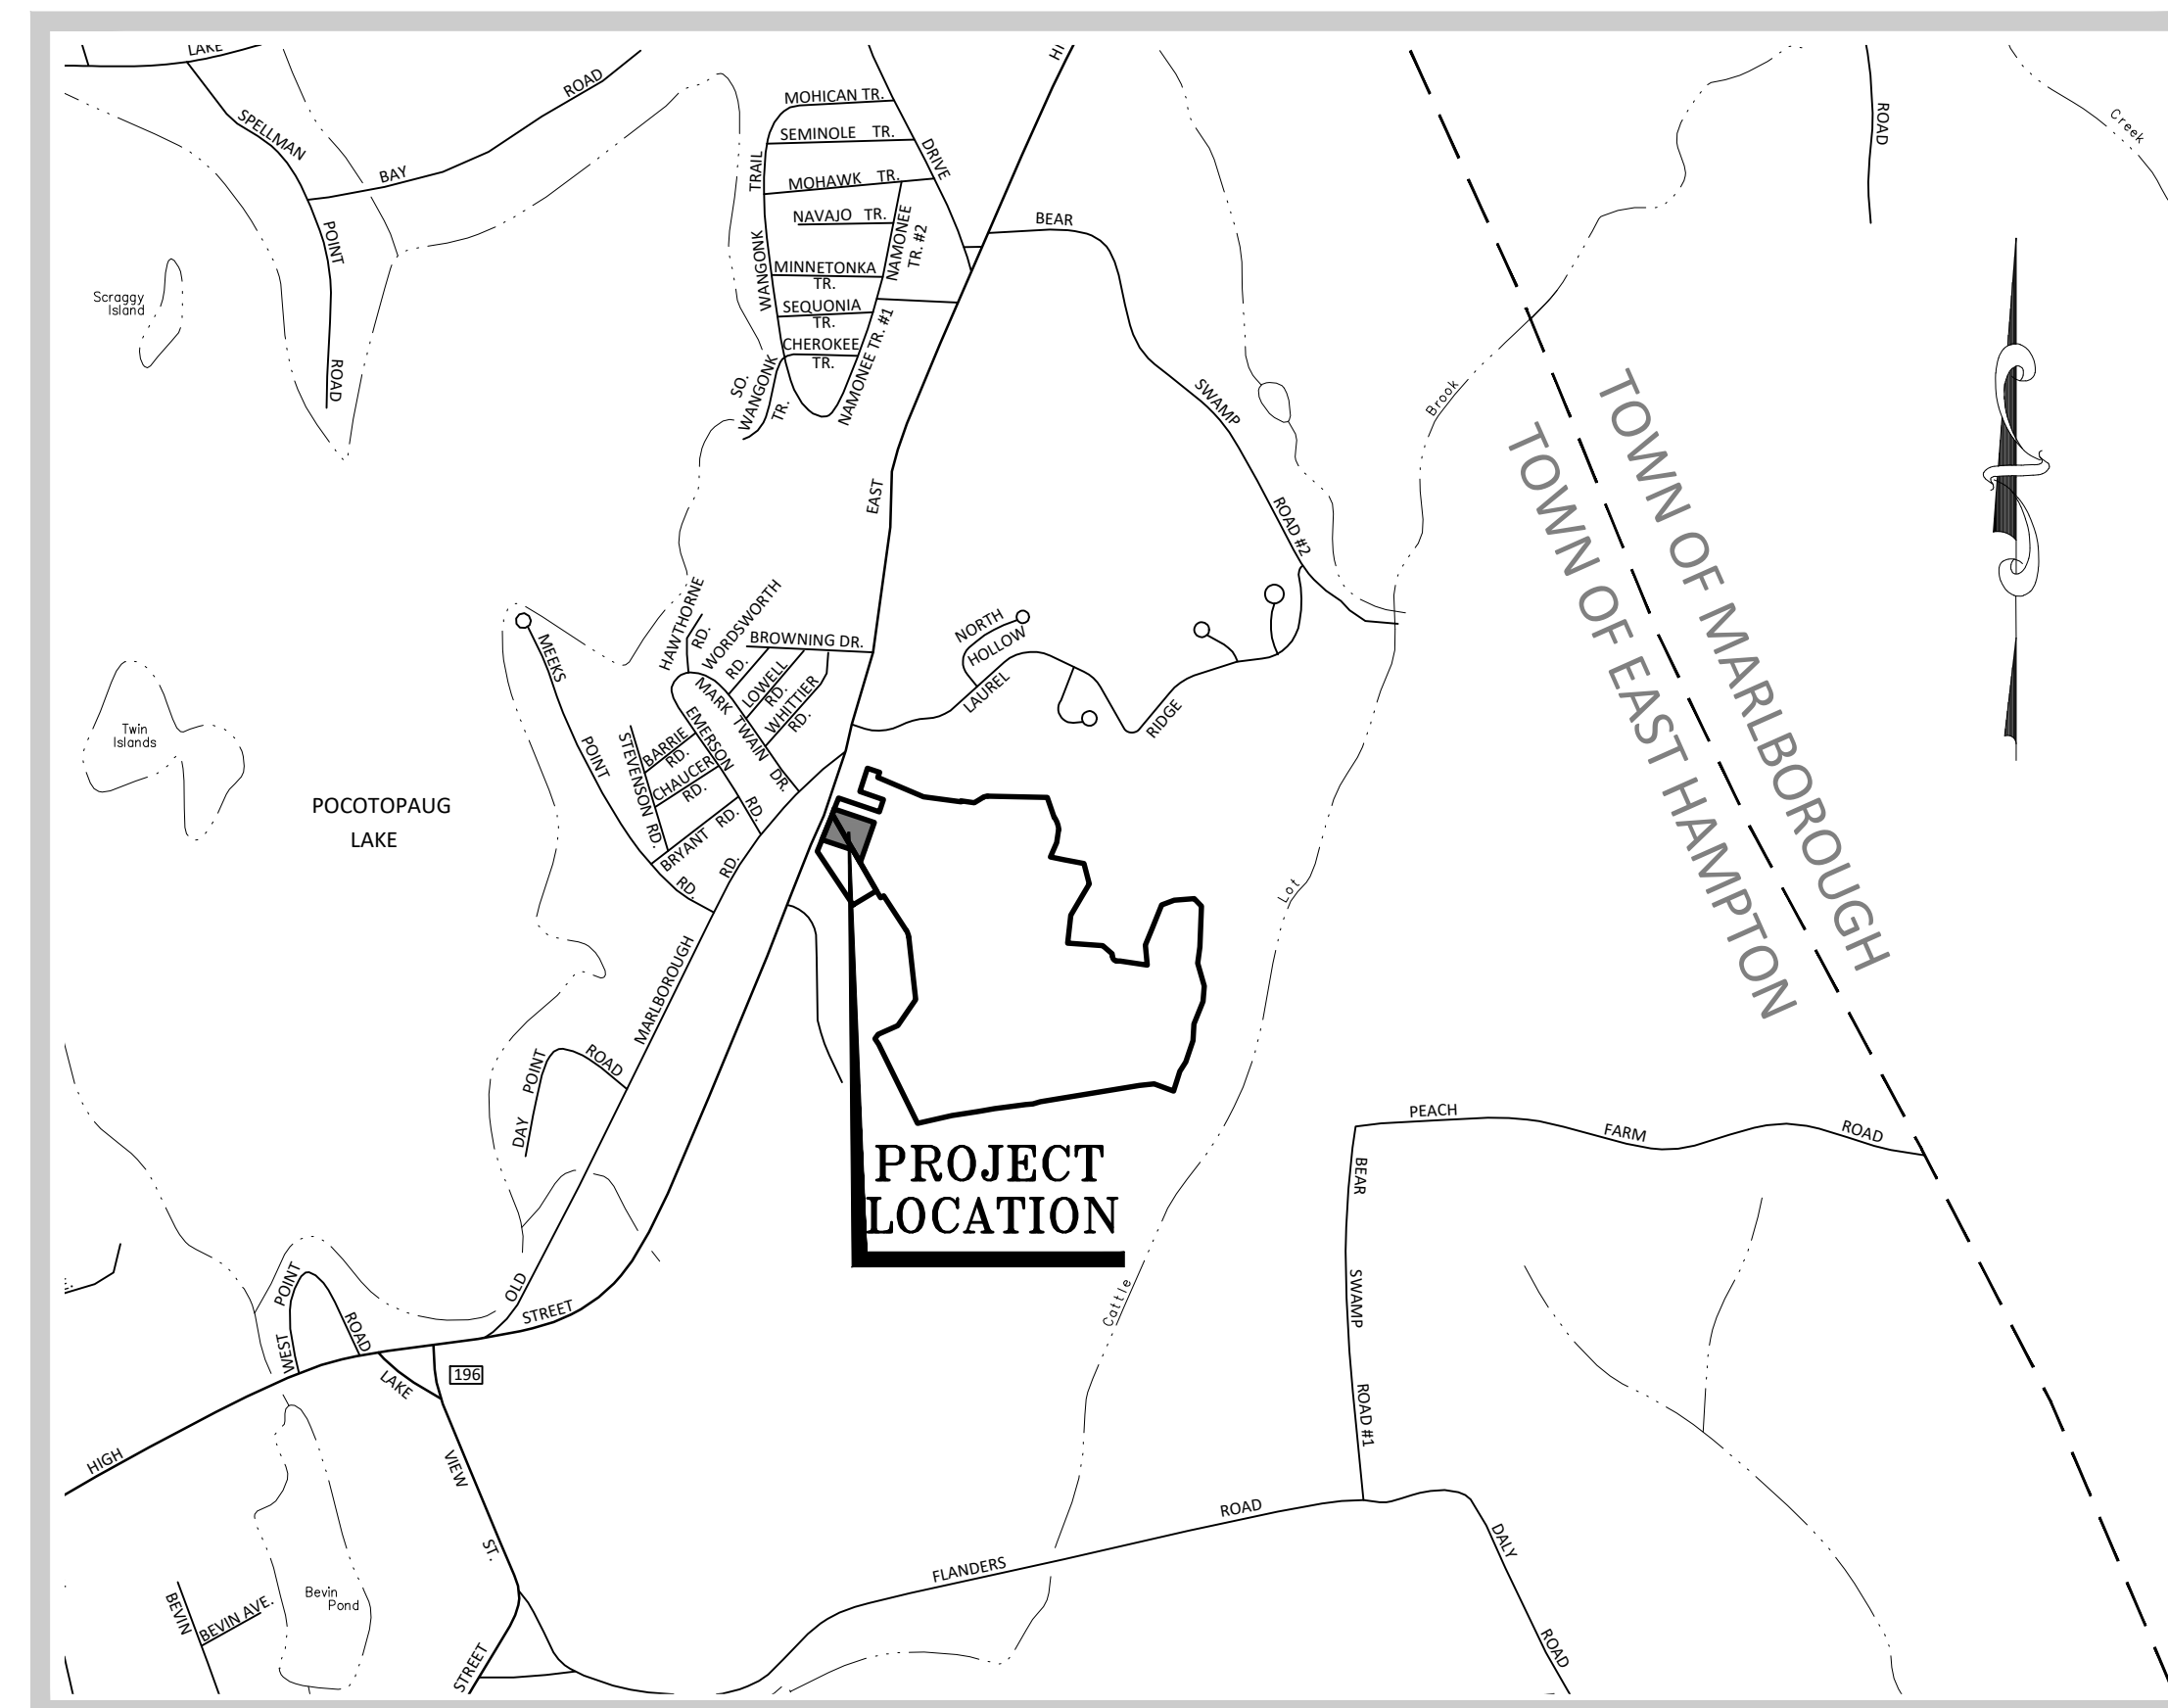 LAKE
SPELLMAN
POINT
ROAD
BAY
ROAD
HI
MOHICAN TR.
SEMINOLE TR.
DRIVE
TRAIL
MOHAWK TR.
NAVAJO TR.
NAMONEE
TR. #2
WANGONK
MINNETONKA
TR.
SEQUONIA
TR.
CHEROKEE
TR.
NAMONEE TR. #1
SO.
WANGONK
TR.
BEAR
SWAMP
ROAD #2
ROAD
Creek
Brook
Scraggy
Island
EAST
TOWN OF MARLBOROUGH
TOWN OF EAST HAMPTON
HAWTHORNE
RD.
WORDSWORTH
RD.
BROWNING DR.
LOWELL
RD.
WHITTIER
RD.
MARK TWAIN DR.
EMERSON RD.
MEEKS
POINT
RD.
STEVENSON RD.
BARRIE
RD.
CHAUCER
RD.
BRYANT RD.
NORTH
HOLLOW
LAUREL
RIDGE
Twin
Islands
POCOTOPAUG
LAKE
RD.
MARLBOROUGH
OLD
Lot
Cattle
DAY POINT
ROAD
PROJECT
LOCATION
PEACH
FARM
ROAD
BEAR
SWAMP
ROAD #1
WEST
POINT
ROAD
STREET
LAKE
196
HIGH
VIEW
ST.
STREET
Bevin
Pond
BEVIN
BEVIN AVE.
FLANDERS
ROAD
DALY
ROAD